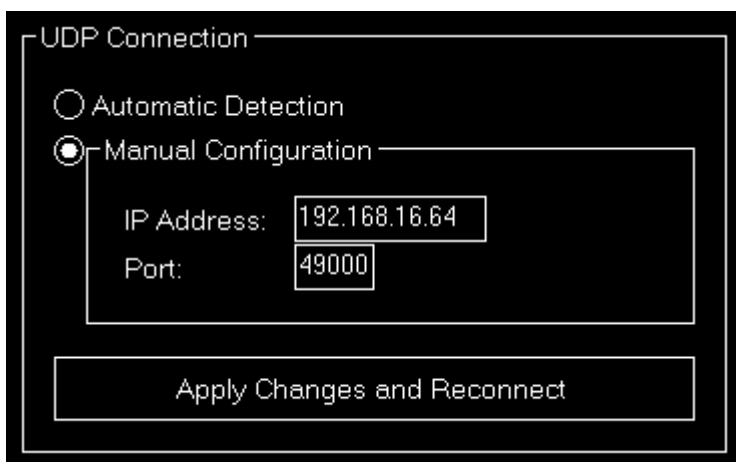 UDP Connection
Automatic Detection
Manual Configuration
IP Address: 192.168.16.64
Port: 49000
Apply Changes and Reconnect